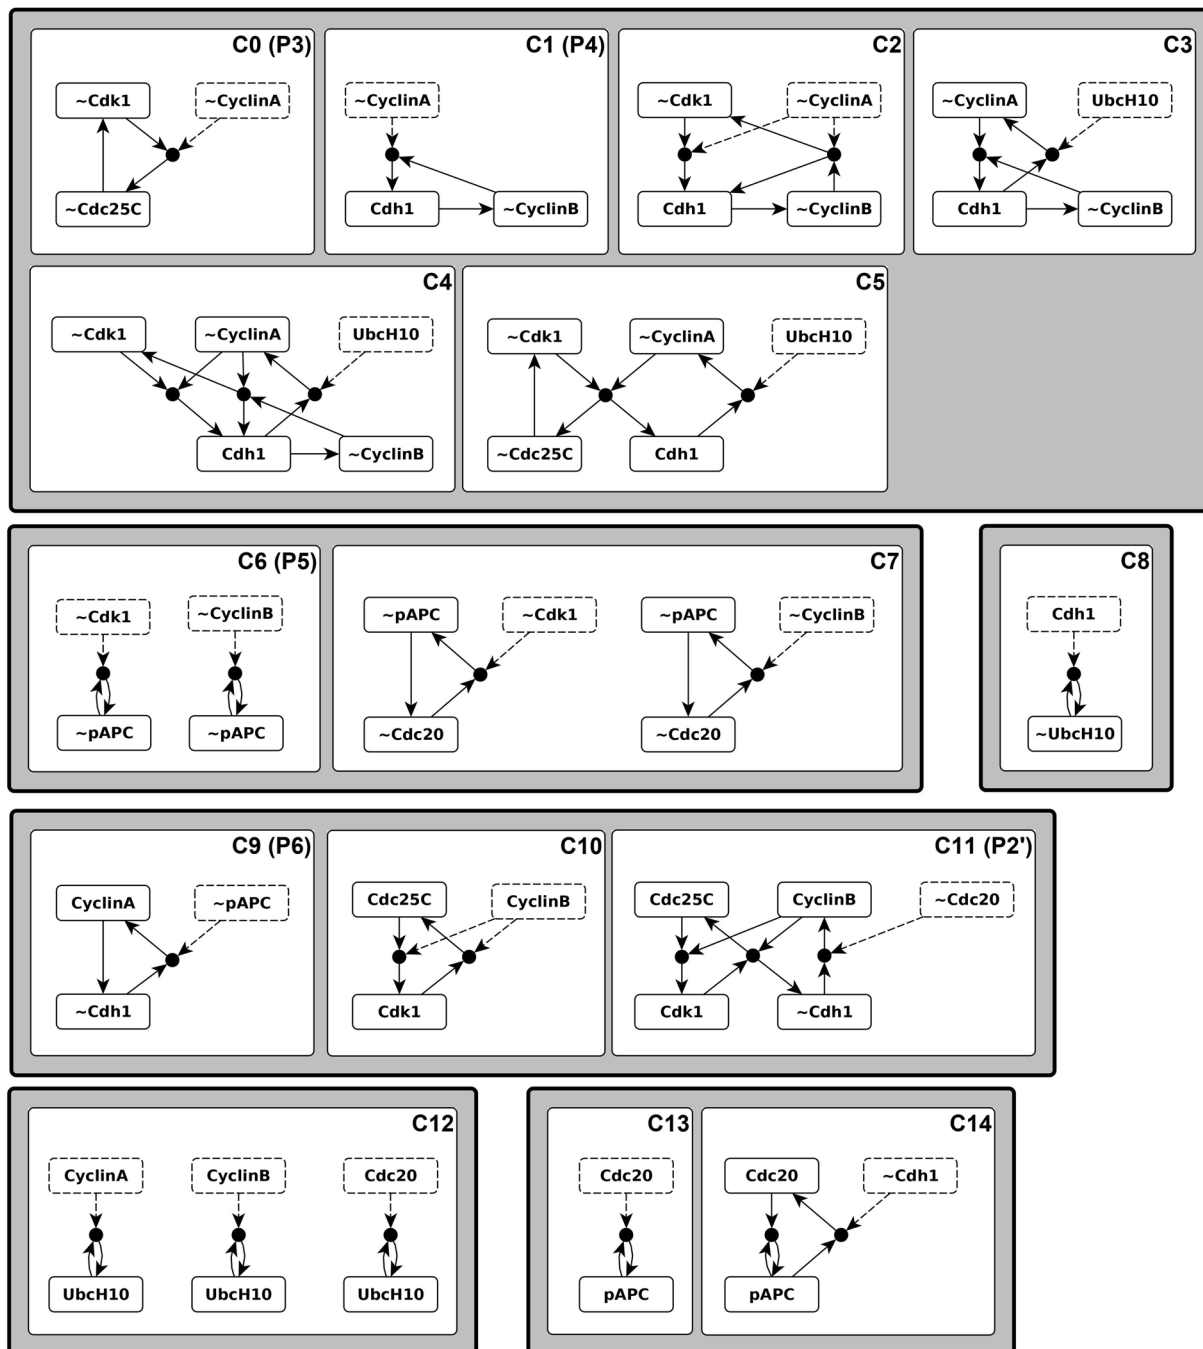 C0 (P3)
~Cdk1
~CyclinA
~Cdc25C
C1 (P4)
~CyclinA
Cdh1
~CyclinB
C2
~Cdk1
~CyclinA
Cdh1
~CyclinB
C3
~CyclinA
UbcH10
Cdh1
~CyclinB
C4
~Cdk1
~CyclinA
UbcH10
Cdh1
~CyclinB
C5
~Cdk1
~CyclinA
UbcH10
~Cdc25C
Cdh1
C6 (P5)
~Cdk1
~CyclinB
~pAPC
~pAPC
C7
~pAPC
~Cdk1
~pAPC
~CyclinB
~Cdc20
~Cdc20
C8
Cdh1
~UbcH10
C9 (P6)
CyclinA
~pAPC
~Cdh1
C10
Cdc25C
CyclinB
Cdk1
C11 (P2')
Cdc25C
CyclinB
~Cdc20
Cdk1
~Cdh1
C12
CyclinA
CyclinB
Cdc20
UbcH10
UbcH10
UbcH10
C13
Cdc20
pAPC
C14
Cdc20
~Cdh1
pAPC